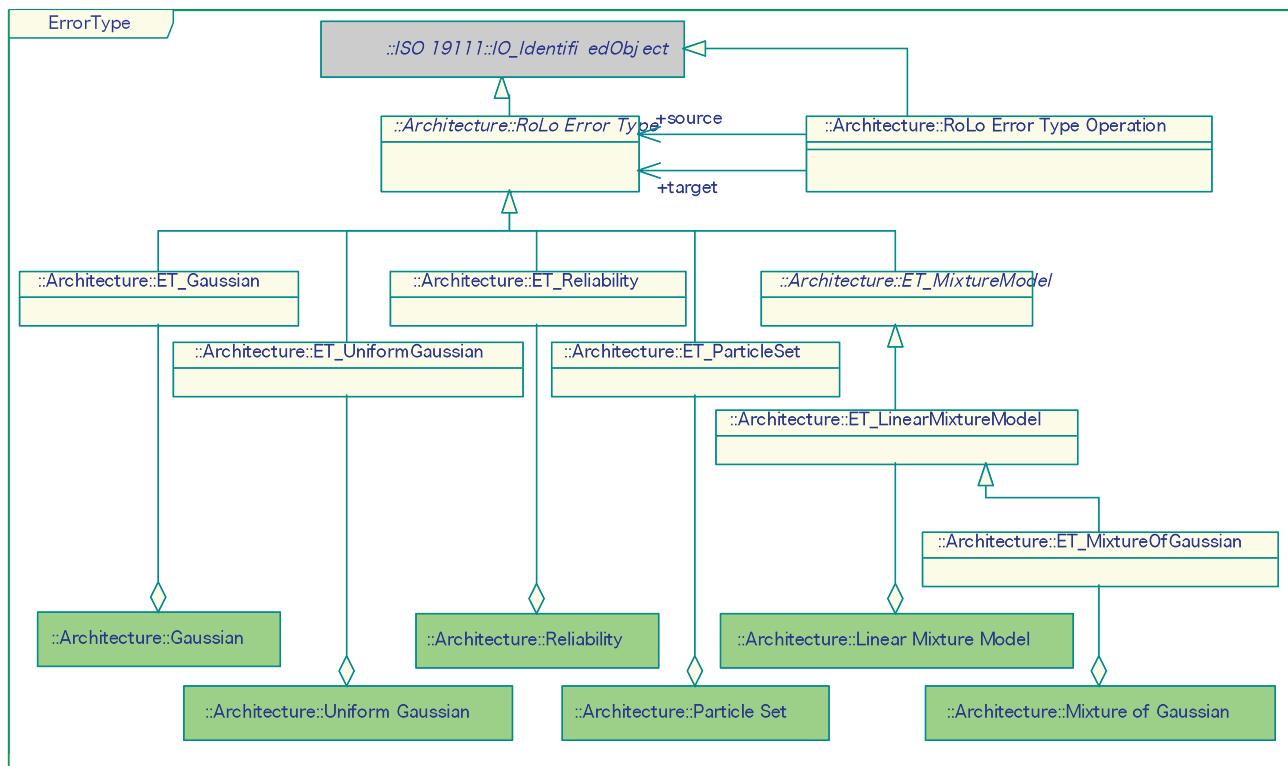 ErrorType
::ISO 19111::IO_Identifi edObject
::Architecture::RoLo Error Type
+source
::Architecture::RoLo Error Type Operation
+target
::Architecture::ET_Gaussian
::Architecture::ET_Reliability
::Architecture::ET_MixtureModel
::Architecture::ET_UniformGaussian
::Architecture::ET_ParticleSet
::Architecture::ET_LinearMixtureModel
::Architecture::ET_MixtureOfGaussian
::Architecture::Gaussian
::Architecture::Reliability
::Architecture::Linear Mixture Model
::Architecture::Uniform Gaussian
::Architecture::Particle Set
::Architecture::Mixture of Gaussian